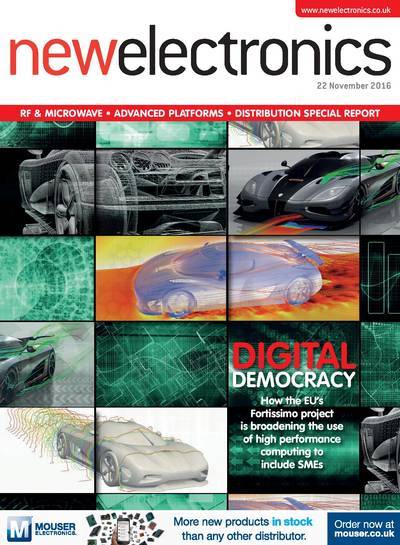 www.newelectronics.co.uk
newelectronics
22 November 2016
RF & MICROWAVE • ADVANCED PLATFORMS • DISTRIBUTION SPECIAL REPORT
DIGITAL
DEMOCRACY
How the EU's
Fortissimo project
is broadening the use
of high performance
computing to
include SMEs
M MOUSER
ELECTRONICS.
More new products in stock
than any other distributor.
Order now at
mouser.co.uk